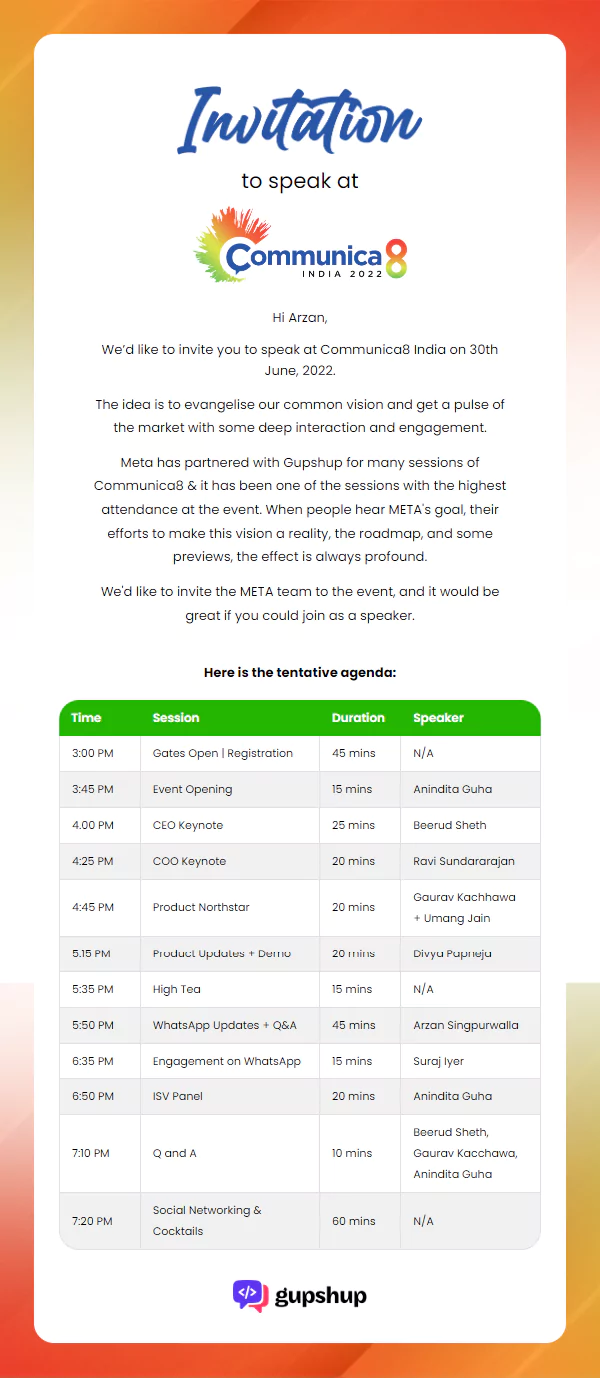 Invitation
to speak at
Communica8
INDIA 2022
Hi Arzan,
We’d like to invite you to speak at Communica8 India on 30th
June, 2022.
The idea is to evangelise our common vision and get a pulse of
the market with some deep interaction and engagement.
Meta has partnered with Gupshup for many sessions of
Communica8 & it has been one of the sessions with the highest
attendance at the event. When people hear META's goal, their
efforts to make this vision a reality, the roadmap, and some
previews, the effect is always profound.
We'd like to invite the META team to the event, and it would be
great if you could join as a speaker.
Here is the tentative agenda:
Time Session Duration Speaker
3:00 PM Gates Open | Registration 45 mins N/A
3:45 PM Event Opening 15 mins Anindita Guha
4.00 PM CEO Keynote 25 mins Beerud Sheth
4:25 PM COO Keynote 20 mins Ravi Sundararajan
4:45 PM Product Northstar 20 mins Gaurav Kachhawa
+ Umang Jain
5.15 PM Product Updates + Demo 20 mins Divya Papneja
5:35 PM High Tea 15 mins N/A
5:50 PM WhatsApp Updates + Q&A 45 mins Arzan Singpurwalla
6:35 PM Engagement on WhatsApp 15 mins Suraj Iyer
6:50 PM ISV Panel 20 mins Anindita Guha
7:10 PM Q and A 10 mins Beerud Sheth,
Gaurav Kacchawa,
Anindita Guha
7:20 PM Social Networking &
Cocktails 60 mins N/A
gupshup